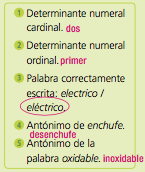 1 Determinante numeral
cardinal. dos
2 Determinante numeral
ordinal. primer
3 Palabra correctamente
escrita: electrico /
eléctrico.
4 Antónimo de enchufe.
desenchufe
5 Antónimo de la
palabra oxidable. inoxidable